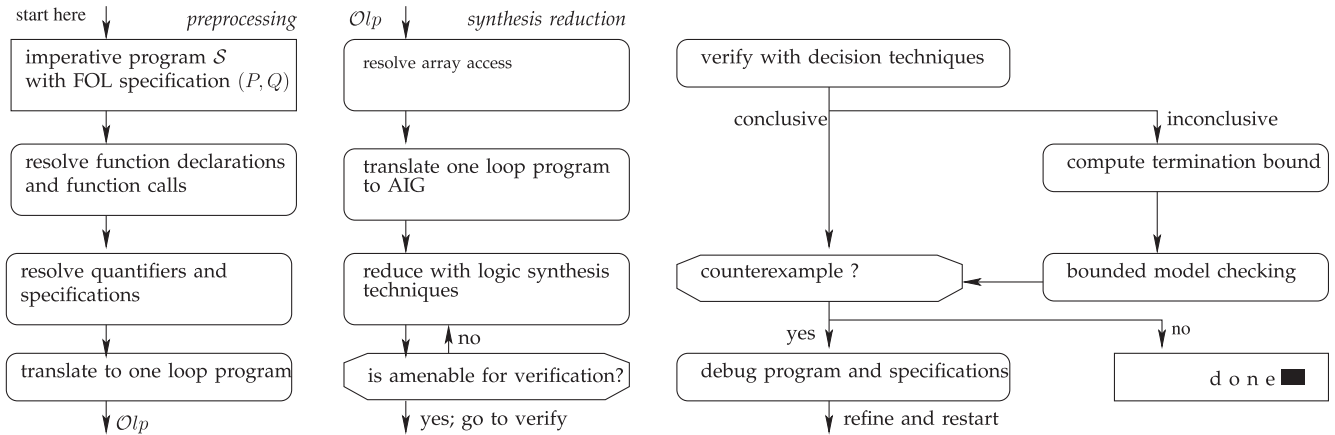 start here
preprocessing
imperative program 𝒮
with FOL specification (P, Q)
resolve function declarations
and function calls
resolve quantifiers and
specifications
translate to one loop program
𝒪lp
𝒪lp
synthesis reduction
resolve array access
translate one loop program
to AIG
reduce with logic synthesis
techniques
no
is amenable for verification?
yes; go to verify
verify with decision techniques
conclusive
inconclusive
compute termination bound
counterexample ?
bounded model checking
yes
no
debug program and specifications
done
refine and restart